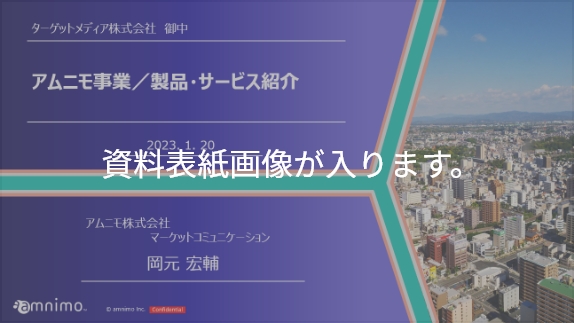 ターゲットメディア株式会社 御中
アムニモ事業／製品・サービス紹介
2023. 1. 20
資料表紙画像が入ります。
アムニモ株式会社
マーケットコミュニケーション
岡元 宏輔
amnimo
© amnimo Inc. Confidential